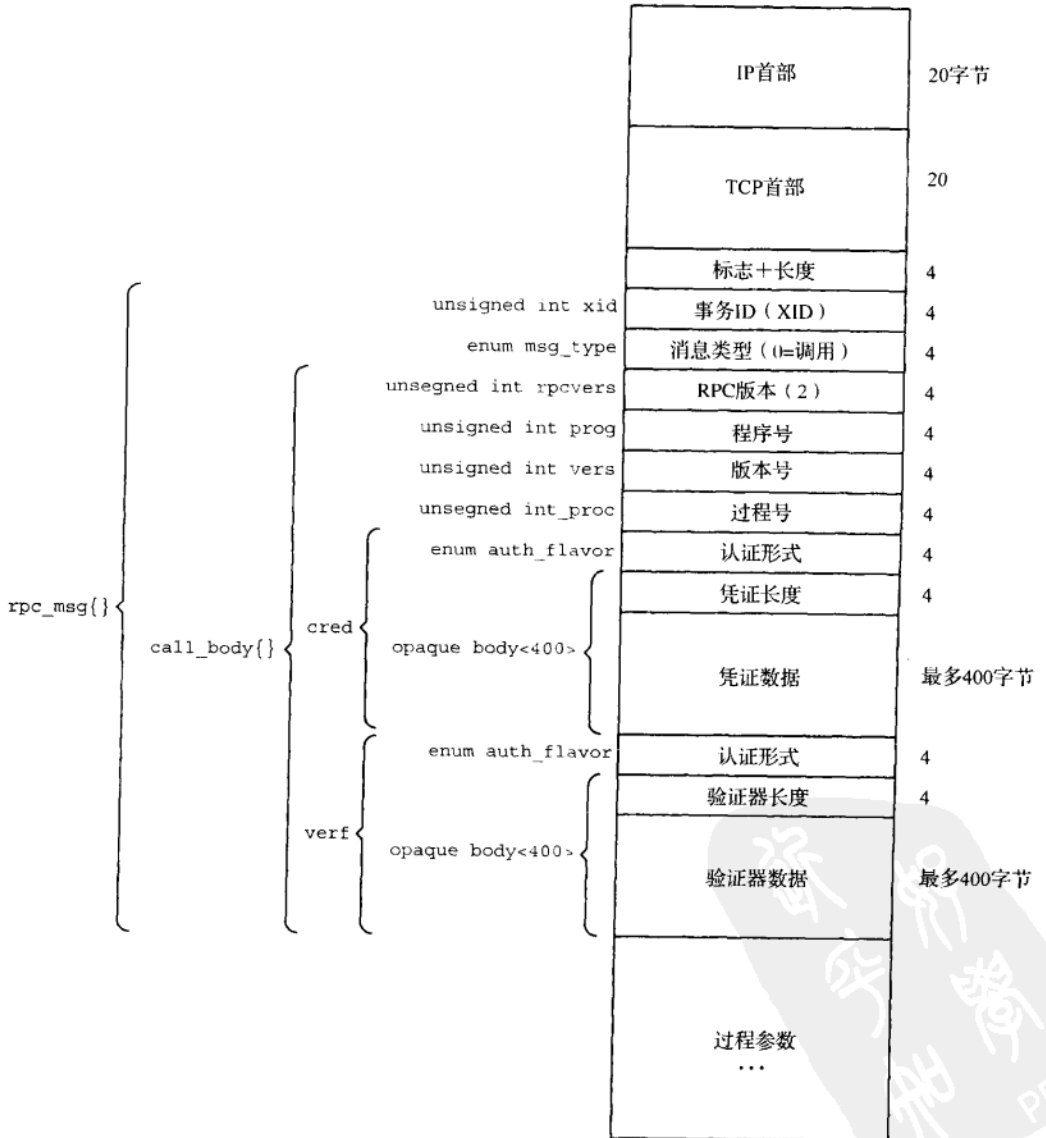 IP首部 20字节
TCP首部 20
标志+长度 4
unsigned int xid 事务ID（XID） 4
enum msg_type 消息类型（0=调用） 4
unsegned int rpcvers RPC版本（2） 4
unsigned int prog 程序号 4
unsigned int vers 版本号 4
unsegned int_proc 过程号 4
enum auth_flavor 认证形式 4
凭证长度 4
rpc_msg{}
call_body{}
cred
opaque body<400>
凭证数据 最多400字节
enum auth_flavor 认证形式 4
验证器长度 4
verf
opaque body<400>
验证器数据 最多400字节
过程参数
...